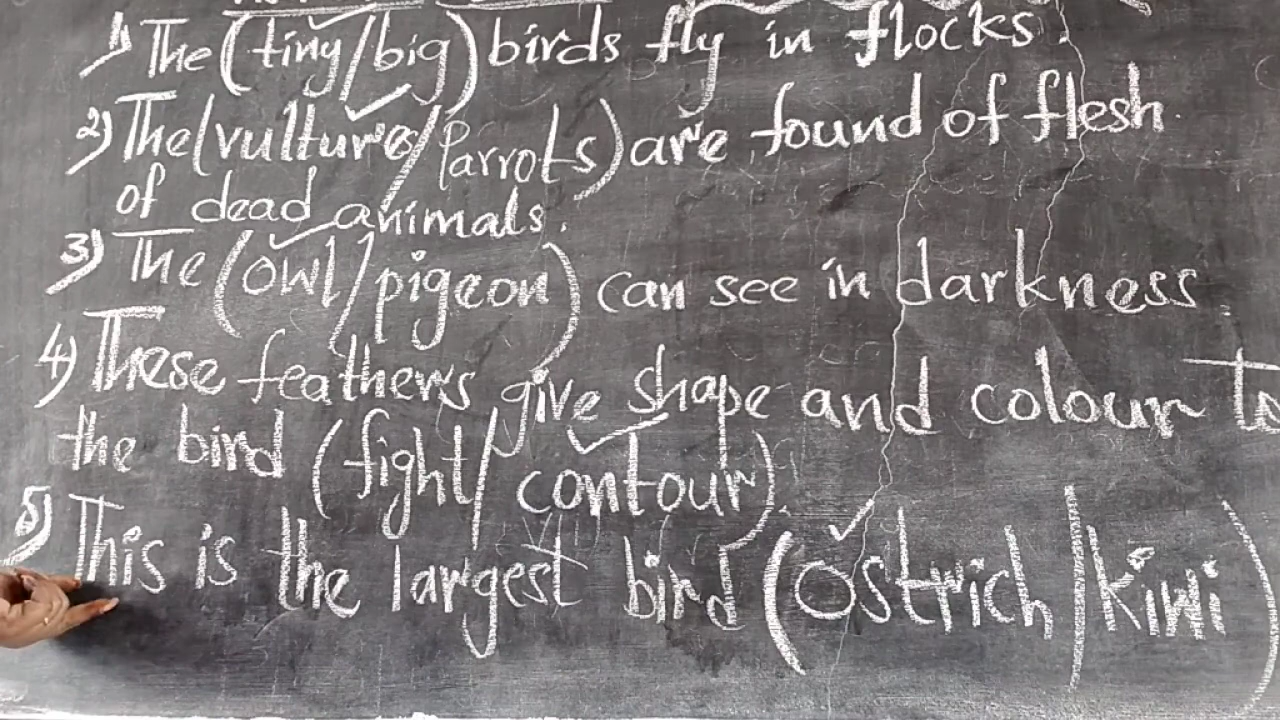 1) The (tiny/big) birds fly in flocks.
2) The (vultures/Parrots) are found of flesh
of dead animals.
3) The (owl/pigeon) can see in darkness.
4) These feathers give shape and colour to
the bird (fight/contour).
5) This is the largest bird (ostrich/kiwi)